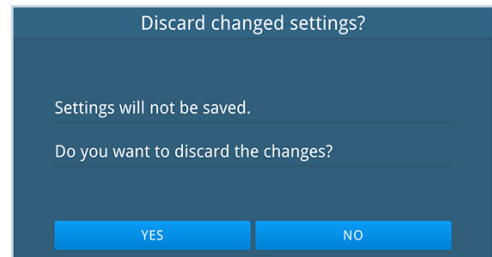 Discard changed settings?
Settings will not be saved.
Do you want to discard the changes?
YES NO